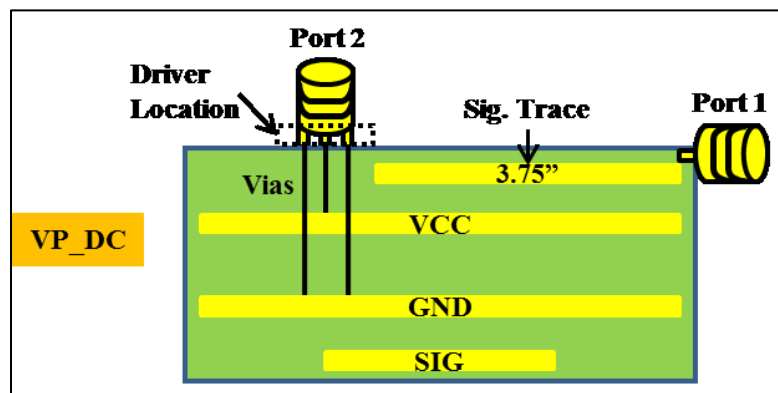 Port 2
Driver
Location
Sig. Trace
Port 1
3.75”
Vias
VCC
VP_DC
GND
SIG